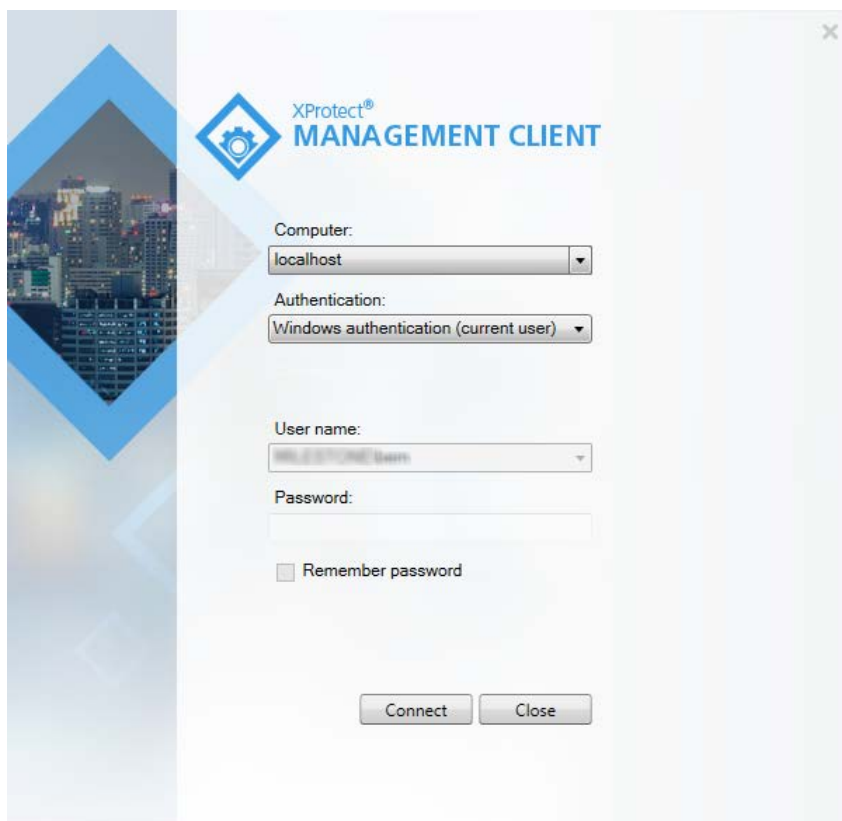 XProtect®
MANAGEMENT CLIENT
Computer:
localhost
Authentication:
Windows authentication (current user)
User name:
Password:
Remember password
Connect
Close